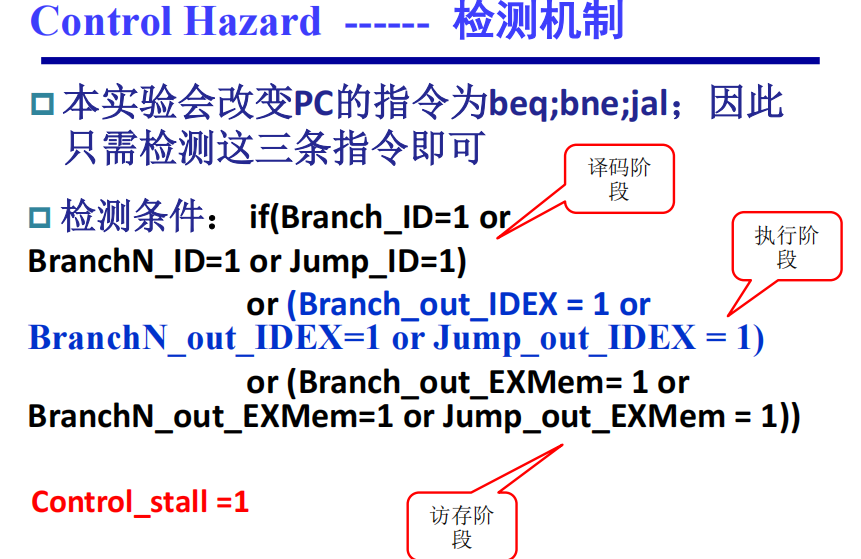 Control Hazard ------ 检测机制
本实验会改变PC的指令为beq;bne;jal；因此
只需检测这三条指令即可
译码阶
段
检测条件： if(Branch_ID=1 or
BranchN_ID=1 or Jump_ID=1)
执行阶
段
or (Branch_out_IDEX = 1 or
BranchN_out_IDEX=1 or Jump_out_IDEX = 1)
or (Branch_out_EXMem= 1 or
BranchN_out_EXMem=1 or Jump_out_EXMem = 1))
Control_stall =1
访存阶
段